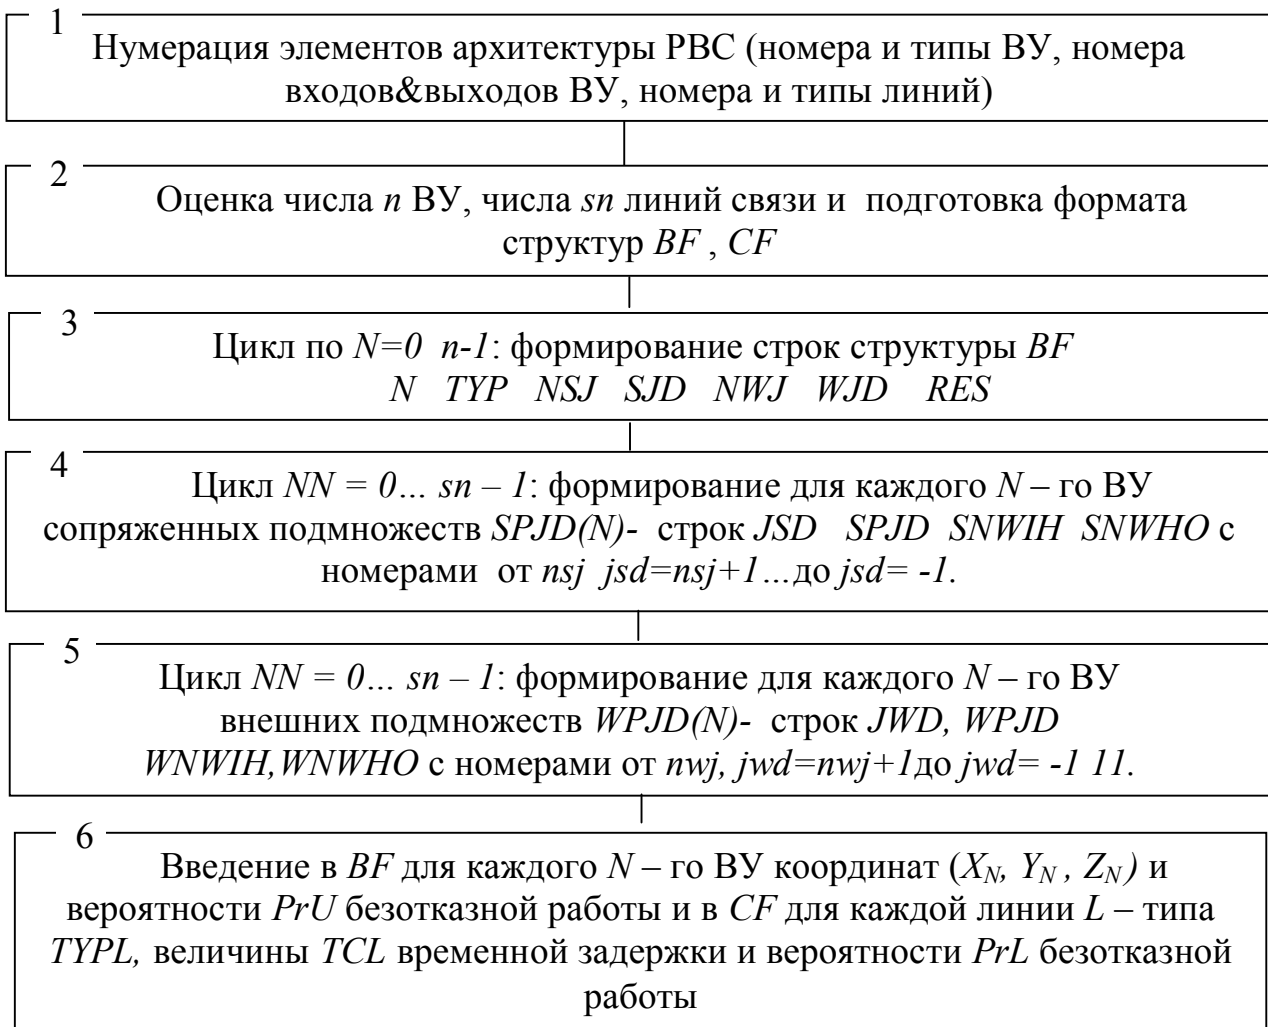 1
Нумерация элементов архитектуры РВС (номера и типы ВУ, номера
входов&выходов ВУ, номера и типы линий)
2
Оценка числа n ВУ, числа sn линий связи и подготовка формата
структур BF , CF
3
Цикл по N=0 n-1: формирование строк структуры BF
N TYP NSJ SJD NWJ WJD RES
4
Цикл NN = 0... sn – 1: формирование для каждого N – го ВУ
сопряженных подмножеств SPJD(N)- строк JSD SPJD SNWIH SNWHO с
номерами от nsj jsd=nsj+1...до jsd= -1.
5
Цикл NN = 0... sn – 1: формирование для каждого N – го ВУ
внешних подмножеств WPJD(N)- строк JWD, WPJD
WNWIH,WNWHO с номерами от nwj, jwd=nwj+1до jwd= -1 11.
6
Введение в BF для каждого N – го ВУ координат (XN, YN , ZN) и
вероятности PrU безотказной работы и в CF для каждой линии L – типа
TYPL, величины TCL временной задержки и вероятности PrL безотказной
работы